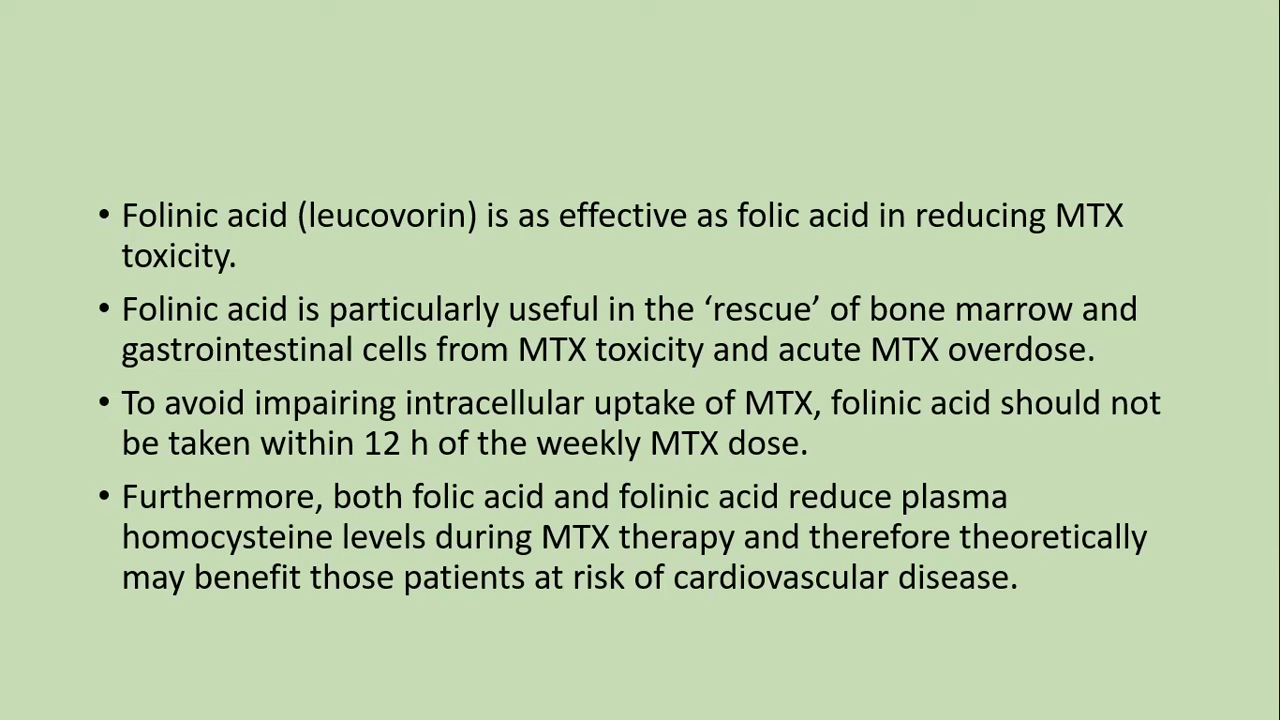 • Folinic acid (leucovorin) is as effective as folic acid in reducing MTX
toxicity.
• Folinic acid is particularly useful in the ‘rescue’ of bone marrow and
gastrointestinal cells from MTX toxicity and acute MTX overdose.
• To avoid impairing intracellular uptake of MTX, folinic acid should not
be taken within 12 h of the weekly MTX dose.
• Furthermore, both folic acid and folinic acid reduce plasma
homocysteine levels during MTX therapy and therefore theoretically
may benefit those patients at risk of cardiovascular disease.